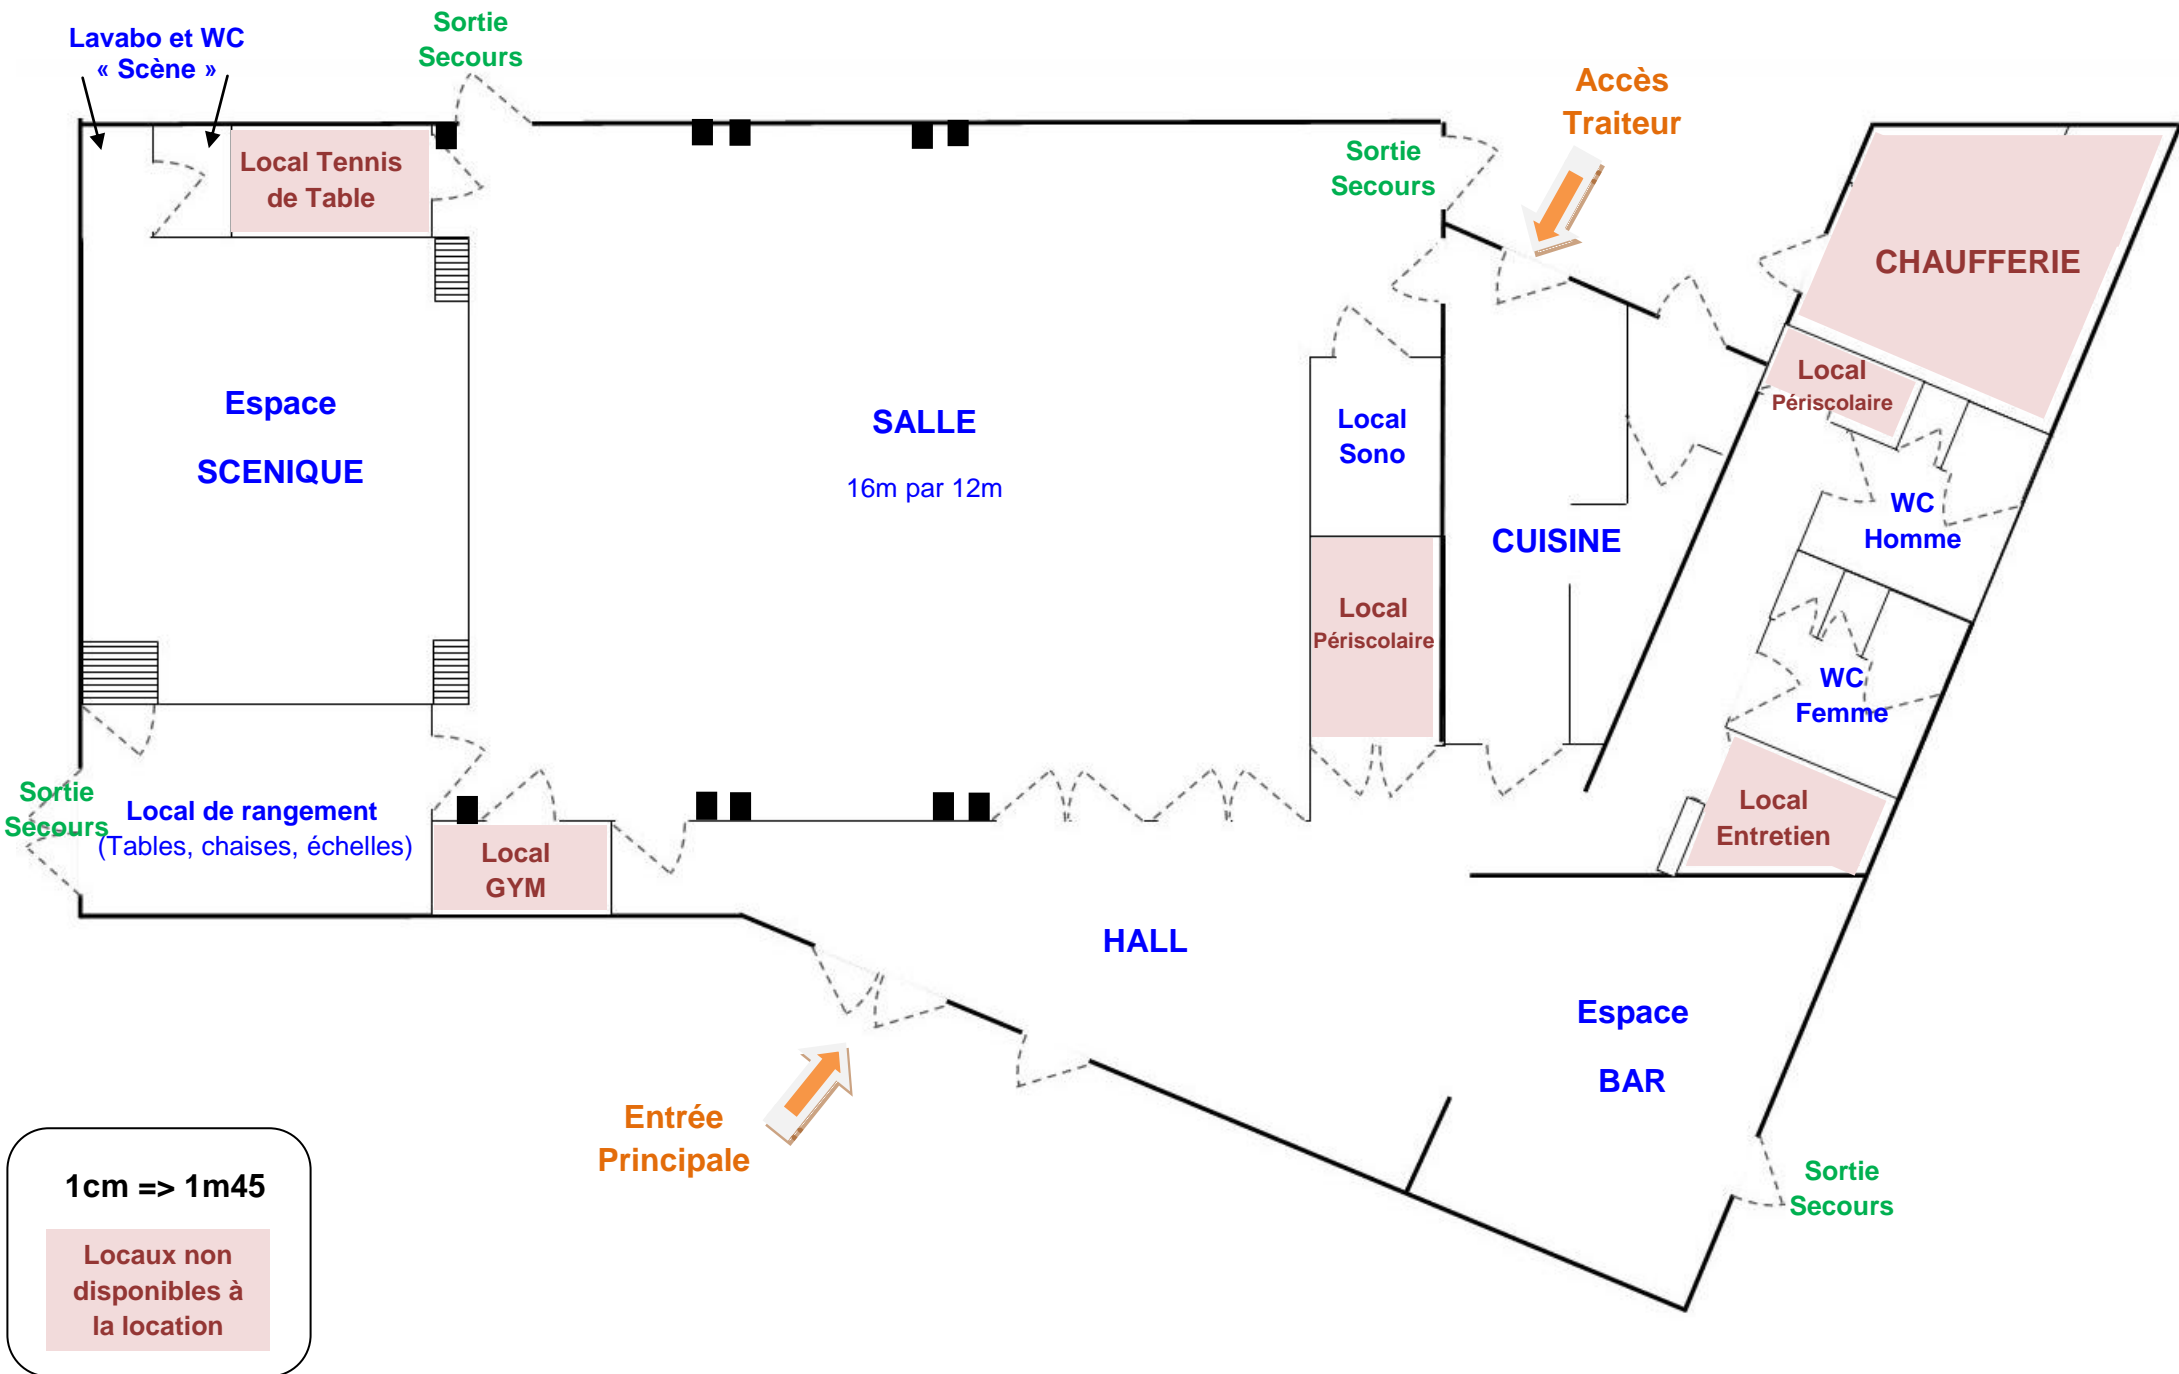 Lavabo et WC
« Scène »
Sortie
Secours
Accès
Traiteur
Local Tennis
de Table
Sortie
Secours
CHAUFFERIE
Local
Périscolaire
Espace
SCENIQUE
SALLE
16m par 12m
Local
Sono
CUISINE
WC
Homme
Local
Périscolaire
WC
Femme
Sortie
Secours
Local de rangement
(Tables, chaises, échelles)
Local
GYM
Local
Entretien
HALL
Espace
BAR
Entrée
Principale
Sortie
Secours
1cm => 1m45
Locaux non
disponibles à
la location